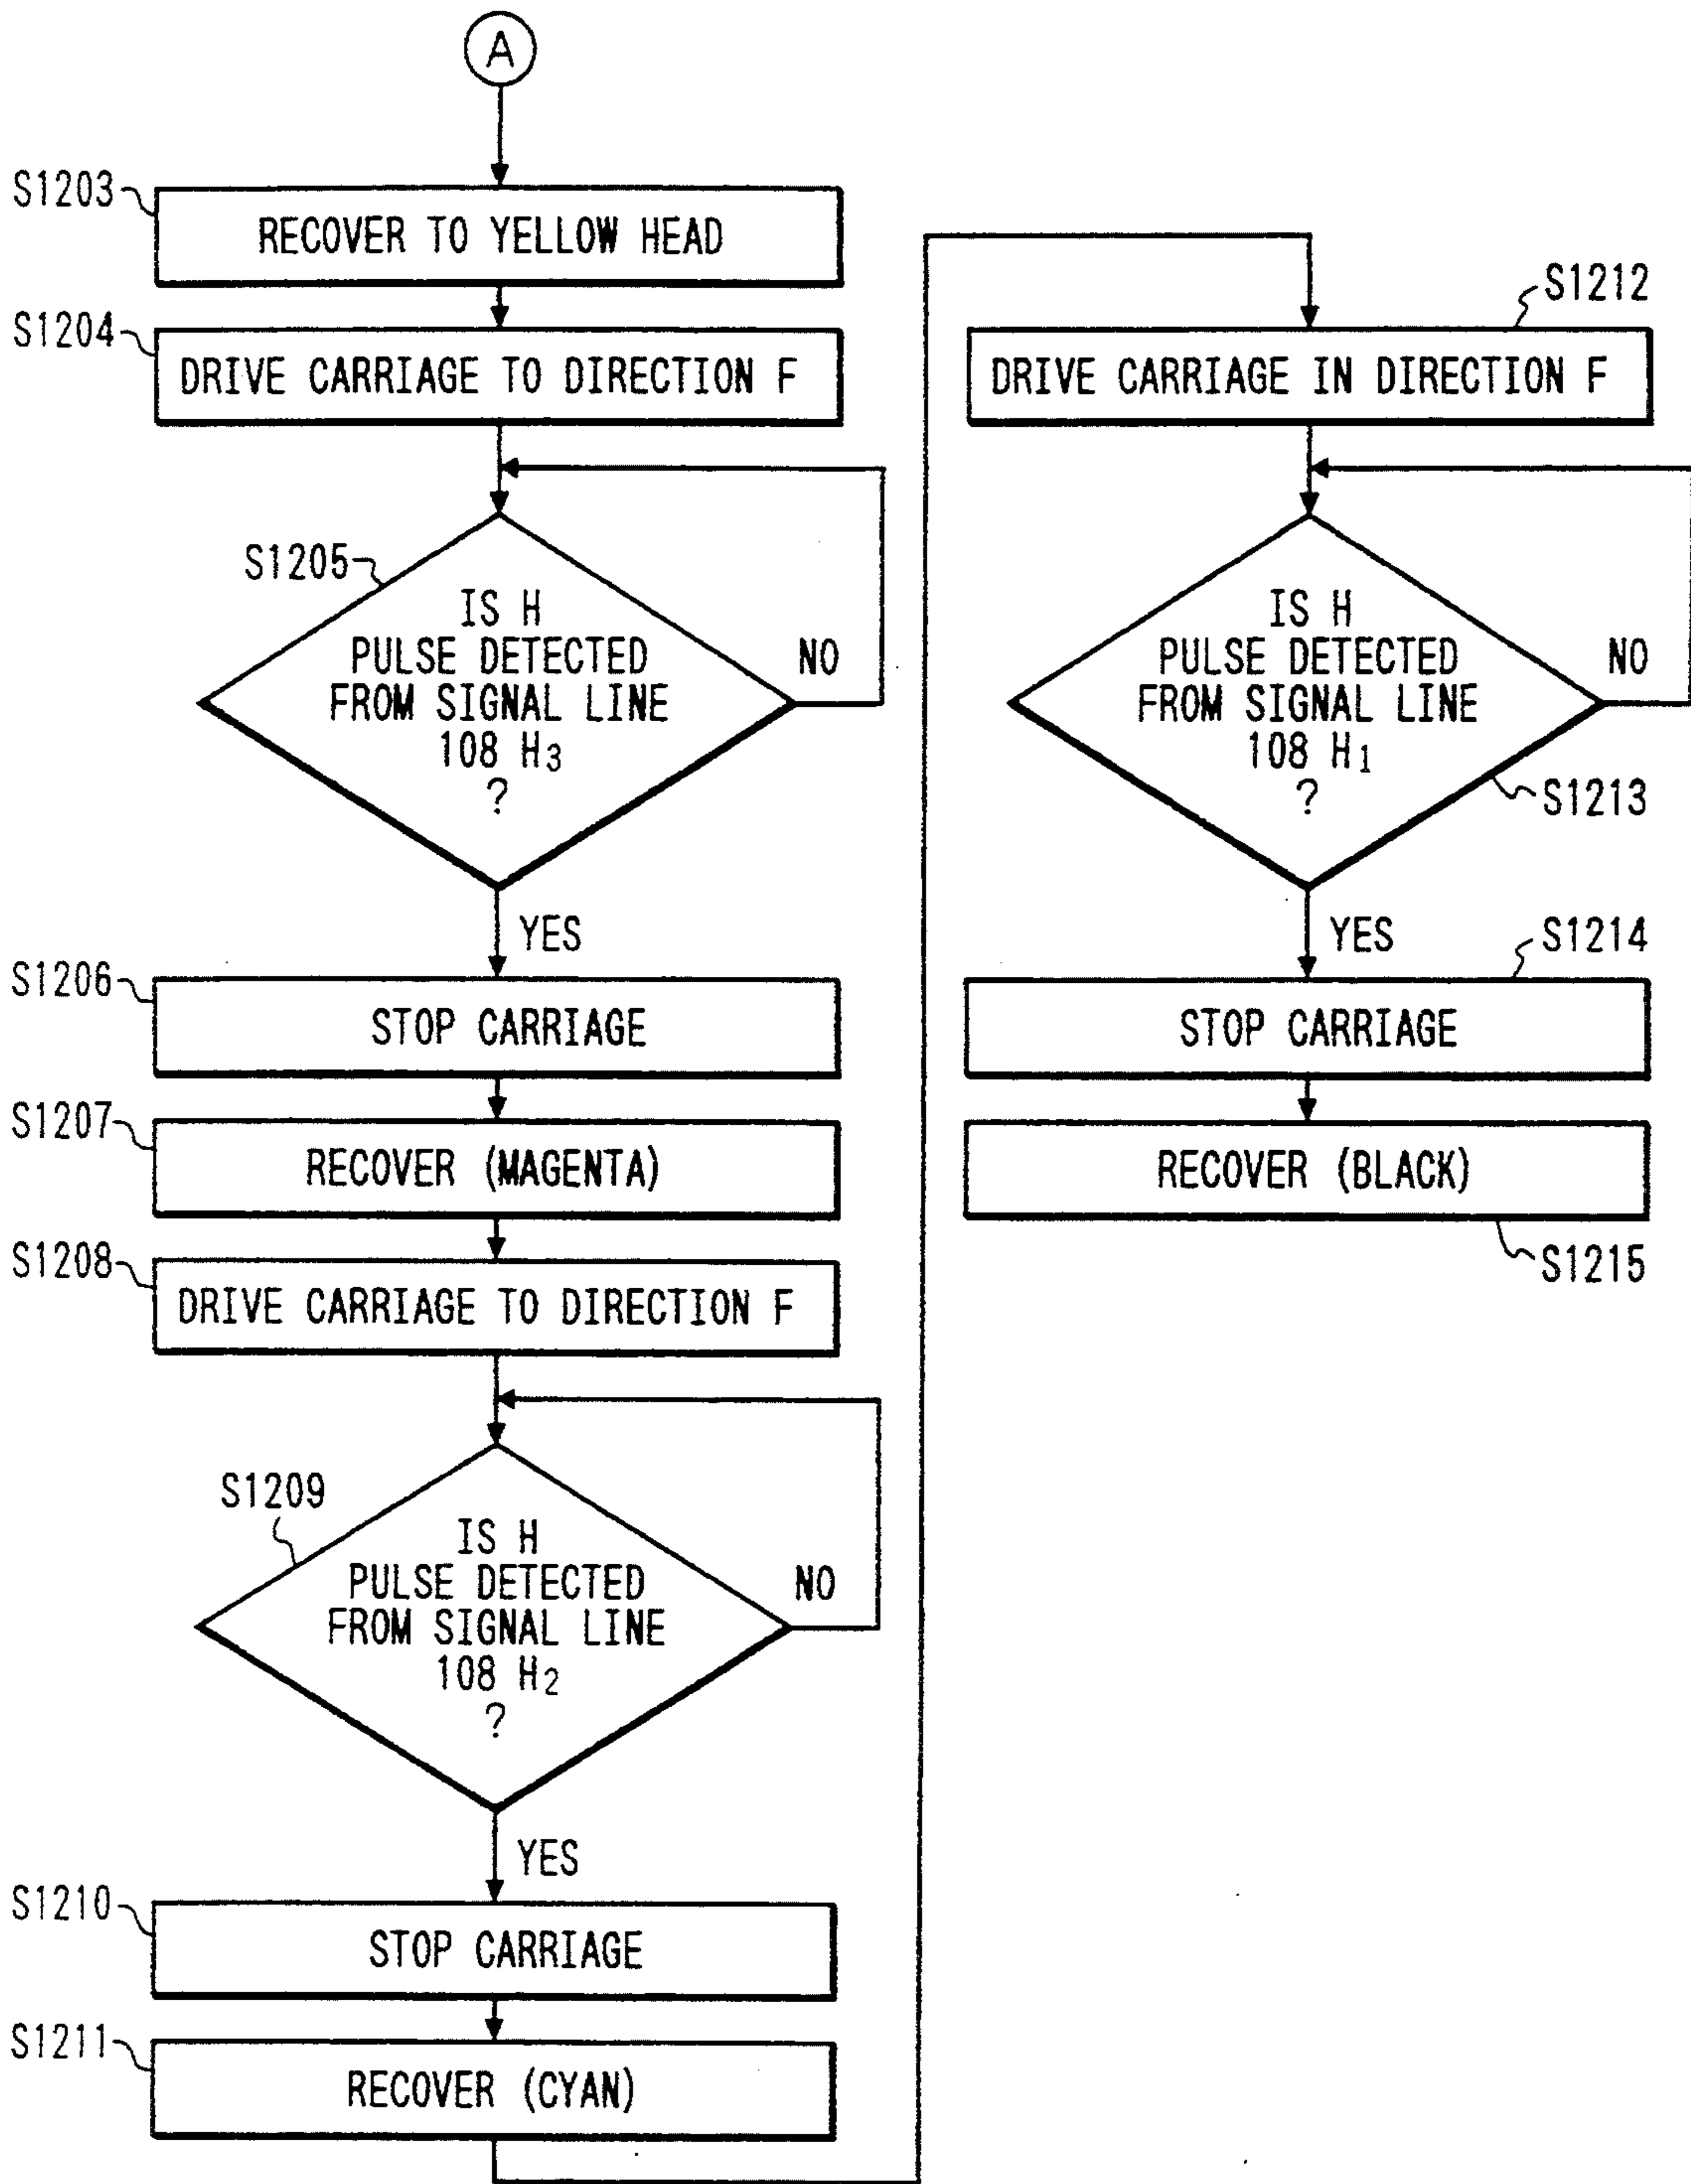 A
S1203
RECOVER TO YELLOW HEAD
S1204
DRIVE CARRIAGE TO DIRECTION F
S1205
IS H
PULSE DETECTED
FROM SIGNAL LINE
108 H₃
?
NO
YES
S1206
STOP CARRIAGE
S1207
RECOVER (MAGENTA)
S1208
DRIVE CARRIAGE TO DIRECTION F
S1209
IS H
PULSE DETECTED
FROM SIGNAL LINE
108 H₂
?
NO
YES
S1210
STOP CARRIAGE
S1211
RECOVER (CYAN)
S1212
DRIVE CARRIAGE IN DIRECTION F
IS H
PULSE DETECTED
FROM SIGNAL LINE
108 H₁
?
NO
S1213
YES
S1214
STOP CARRIAGE
RECOVER (BLACK)
S1215